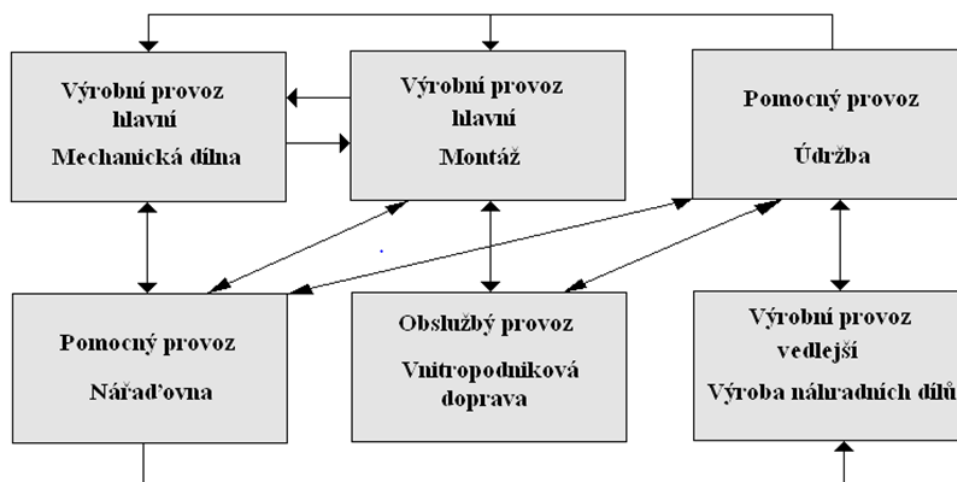 Výrobní provoz
hlavní
Mechanická dílna
Výrobní provoz
hlavní
Montáž
Pomocný provoz
Údržba
Pomocný provoz
Nářaďovna
Obslužbý provoz
Vnitropodniková
doprava
Výrobní provoz
vedlejší
Výroba náhradních dílů